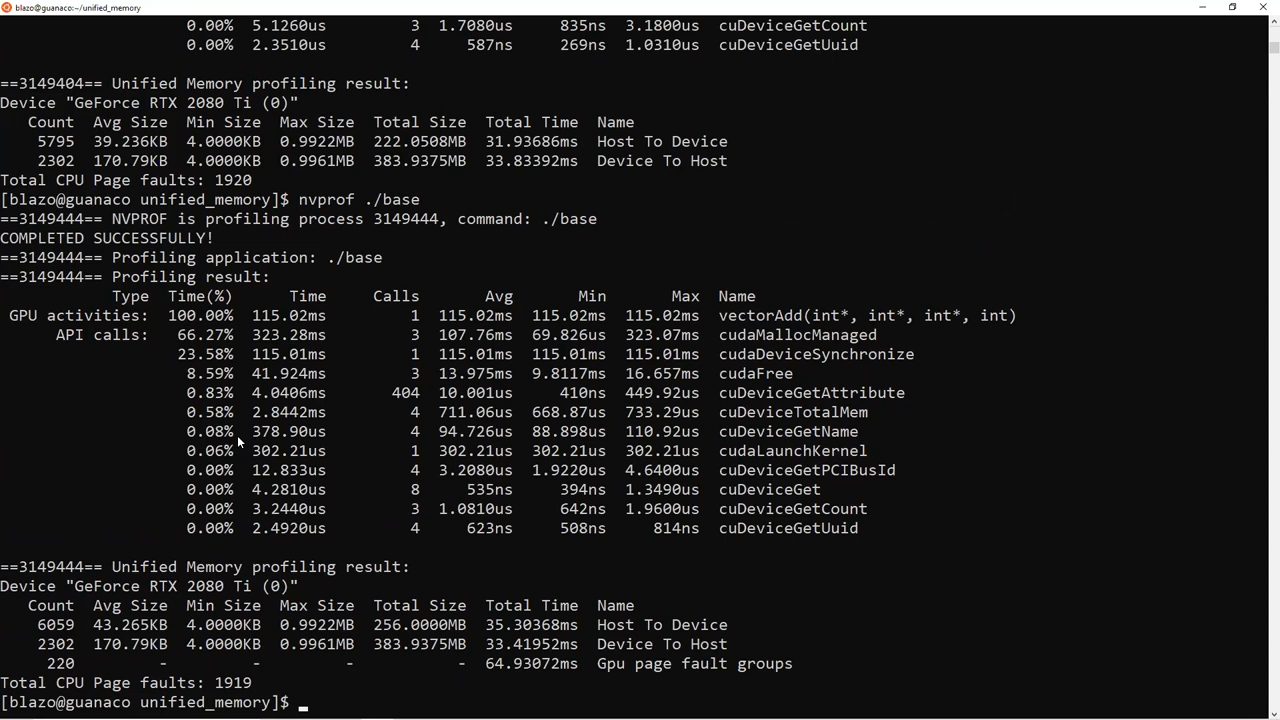 blazo@guanaco:~/unified_memory
0.00% 5.1260us 3 1.7080us 835ns 3.1800us cuDeviceGetCount
0.00% 2.3510us 4 587ns 269ns 1.0310us cuDeviceGetUuid
==3149404== Unified Memory profiling result:
Device "GeForce RTX 2080 Ti (0)"
Count Avg Size Min Size Max Size Total Size Total Time Name
5795 39.236KB 4.0000KB 0.9922MB 222.0508MB 31.93686ms Host To Device
2302 170.79KB 4.0000KB 0.9961MB 383.9375MB 33.83392ms Device To Host
Total CPU Page faults: 1920
[blazo@guanaco unified_memory]$ nvprof ./base
==3149444== NVPROF is profiling process 3149444, command: ./base
COMPLETED SUCCESSFULLY!
==3149444== Profiling application: ./base
==3149444== Profiling result:
Type Time(%) Time Calls Avg Min Max Name
GPU activities: 100.00% 115.02ms 1 115.02ms 115.02ms 115.02ms vectorAdd(int*, int*, int*, int)
API calls: 66.27% 323.28ms 3 107.76ms 69.826us 323.07ms cudaMallocManaged
23.58% 115.01ms 1 115.01ms 115.01ms 115.01ms cudaDeviceSynchronize
8.59% 41.924ms 3 13.975ms 9.8117ms 16.657ms cudaFree
0.83% 4.0406ms 404 10.001us 410ns 449.92us cuDeviceGetAttribute
0.58% 2.8442ms 4 711.06us 668.87us 733.29us cuDeviceTotalMem
0.08% 378.90us 4 94.726us 88.898us 110.92us cuDeviceGetName
0.06% 302.21us 1 302.21us 302.21us 302.21us cudaLaunchKernel
0.00% 12.833us 4 3.2080us 1.9220us 4.6400us cuDeviceGetPCIBusId
0.00% 4.2810us 8 535ns 394ns 1.3490us cuDeviceGet
0.00% 3.2440us 3 1.0810us 642ns 1.9600us cuDeviceGetCount
0.00% 2.4920us 4 623ns 508ns 814ns cuDeviceGetUuid
==3149444== Unified Memory profiling result:
Device "GeForce RTX 2080 Ti (0)"
Count Avg Size Min Size Max Size Total Size Total Time Name
6059 43.265KB 4.0000KB 0.9922MB 256.0000MB 35.30368ms Host To Device
2302 170.79KB 4.0000KB 0.9961MB 383.9375MB 33.41952ms Device To Host
220 - - - - 64.93072ms Gpu page fault groups
Total CPU Page faults: 1919
[blazo@guanaco unified_memory]$